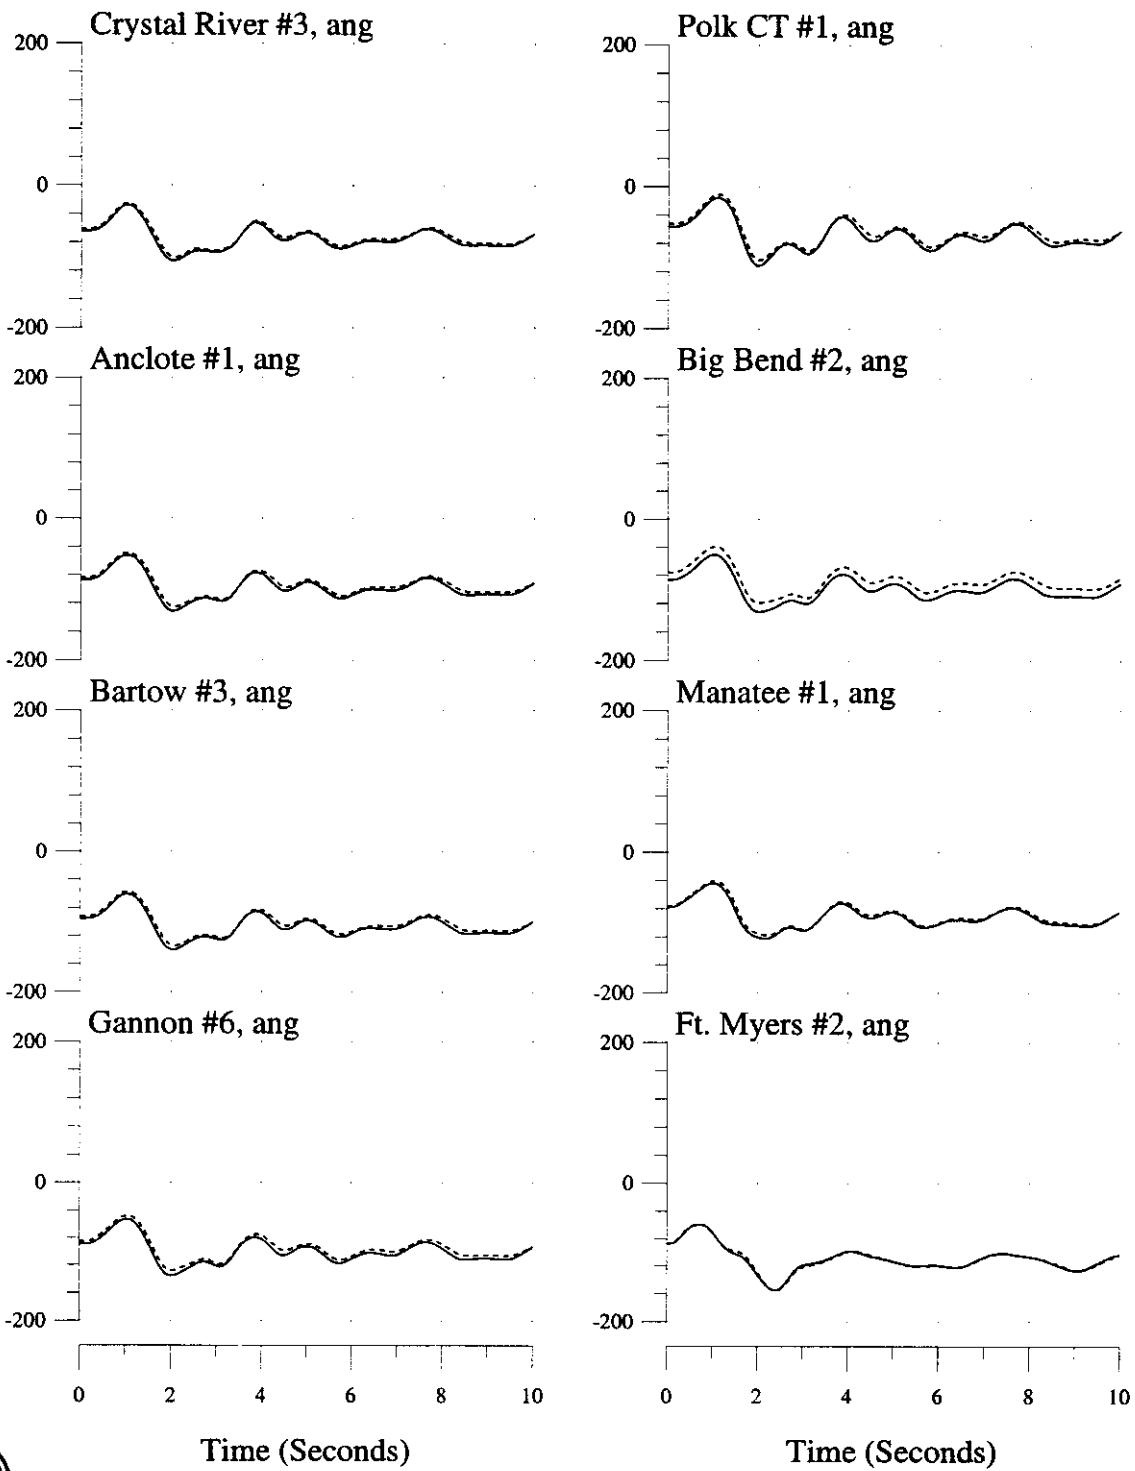 Crystal River #3, ang
200
0
-200
Anclote #1, ang
200
0
-200
Bartow #3, ang
200
0
-200
Gannon #6, ang
200
0
-200
0 2 4 6 8 10
Time (Seconds)
Polk CT #1, ang
200
0
-200
Big Bend #2, ang
200
0
-200
Manatee #1, ang
200
0
-200
Ft. Myers #2, ang
200
0
-200
0 2 4 6 8 10
Time (Seconds)